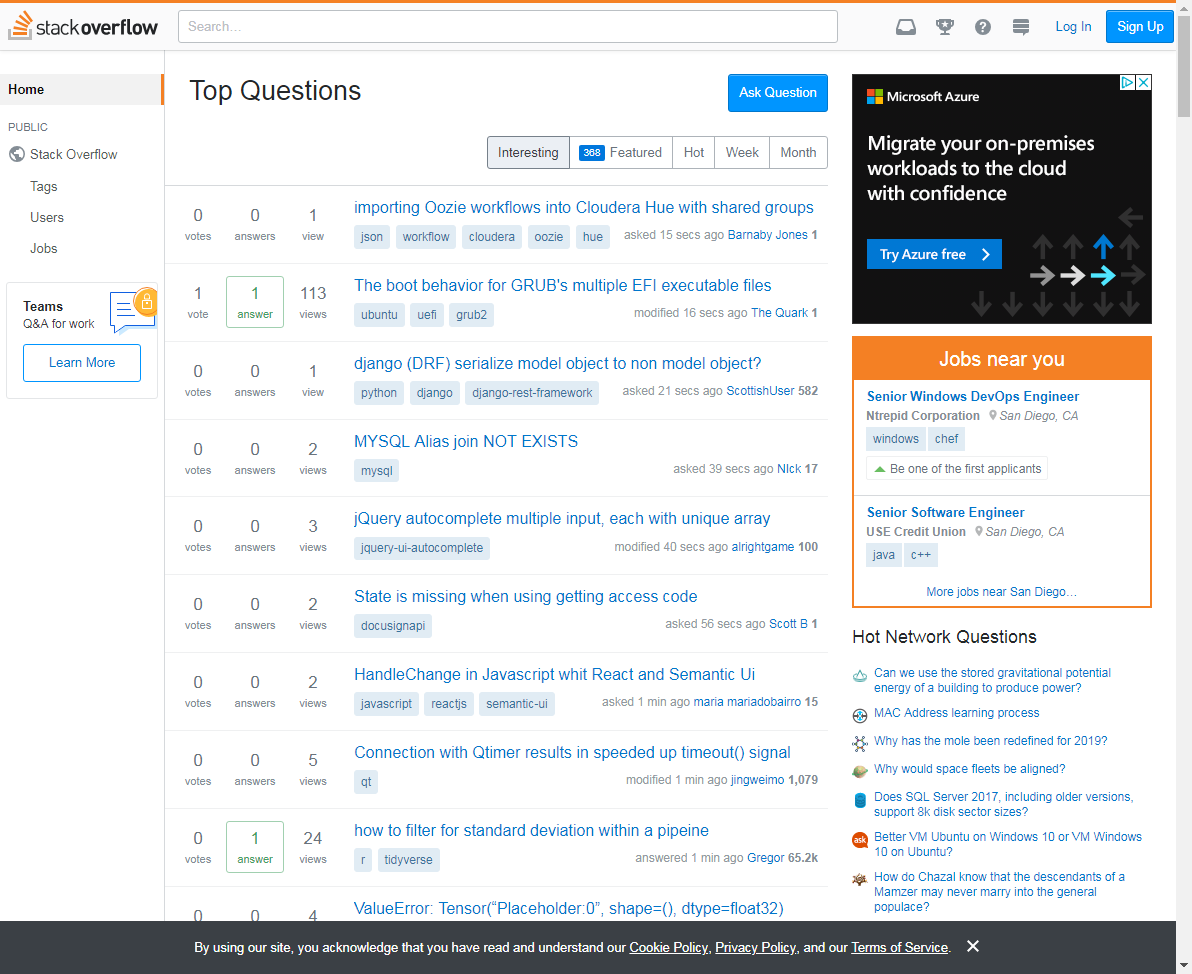 stackoverflow
Search...
Log In
Sign Up
Home
PUBLIC
Stack Overflow
Tags
Users
Jobs
Teams
Q&A for work
Learn More
Top Questions
Ask Question
Interesting
368 Featured
Hot
Week
Month
0 votes
0 answers
1 view
importing Oozie workflows into Cloudera Hue with shared groups
json workflow cloudera oozie hue
asked 15 secs ago Barnaby Jones 1
1 vote
1 answer
113 views
The boot behavior for GRUB's multiple EFI executable files
ubuntu uefi grub2
modified 16 secs ago The Quark 1
0 votes
0 answers
1 view
django (DRF) serialize model object to non model object?
python django django-rest-framework
asked 21 secs ago ScottishUser 582
0 votes
0 answers
2 views
MYSQL Alias join NOT EXISTS
mysql
asked 39 secs ago NIck 17
0 votes
0 answers
3 views
jQuery autocomplete multiple input, each with unique array
jquery-ui-autocomplete
modified 40 secs ago alrightgame 100
0 votes
0 answers
2 views
State is missing when using getting access code
docusignapi
asked 56 secs ago Scott B 1
0 votes
0 answers
2 views
HandleChange in Javascript whit React and Semantic Ui
javascript reactjs semantic-ui
asked 1 min ago maria mariadobairro 15
0 votes
0 answers
5 views
Connection with Qtimer results in speeded up timeout() signal
qt
modified 1 min ago jingweimo 1,079
0 votes
1 answer
24 views
how to filter for standard deviation within a pipeine
r tidyverse
answered 1 min ago Gregor 65.2k
0
0
4
ValueError: Tensor(“Placeholder:0”, shape=(), dtype=float32)
Microsoft Azure
Migrate your on-premises
workloads to the cloud
with confidence
Try Azure free
Jobs near you
Senior Windows DevOps Engineer
Ntrepid Corporation San Diego, CA
windows chef
Be one of the first applicants
Senior Software Engineer
USE Credit Union San Diego, CA
java c++
More jobs near San Diego...
Hot Network Questions
Can we use the stored gravitational potential
energy of a building to produce power?
MAC Address learning process
Why has the mole been redefined for 2019?
Why would space fleets be aligned?
Does SQL Server 2017, including older versions,
support 8k disk sector sizes?
ask
Better VM Ubuntu on Windows 10 or VM Windows
10 on Ubuntu?
How do Chazal know that the descendants of a
Mamzer may never marry into the general
populace?
By using our site, you acknowledge that you have read and understand our Cookie Policy, Privacy Policy, and our Terms of Service.